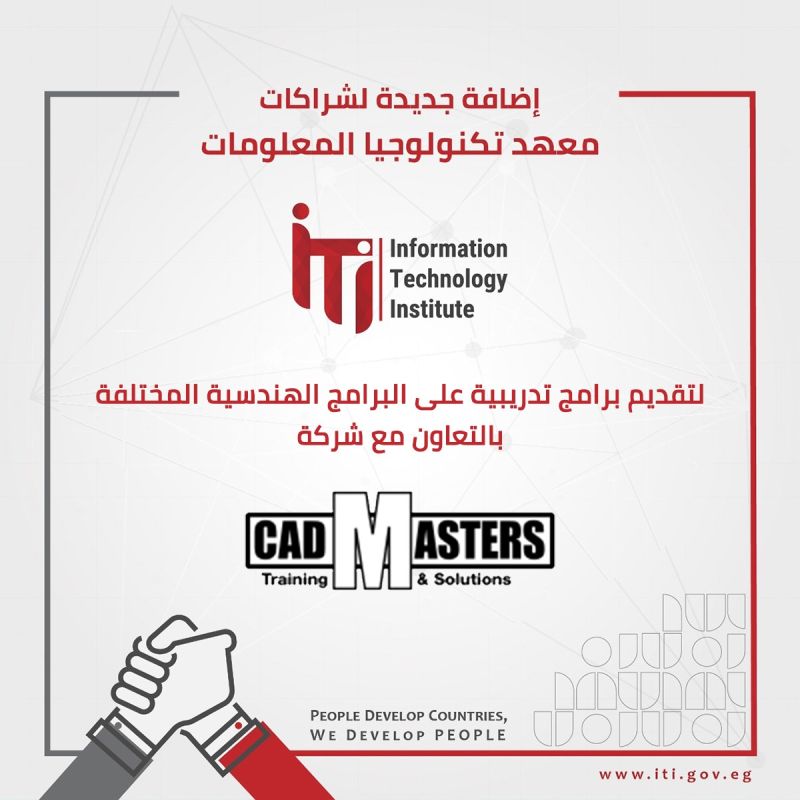 إضافة جديدة لشراكات
معهد تكنولوجيا المعلومات
iTi
Information
Technology
Institute
لتقديم برامج تدريبية على البرامج الهندسية المختلفة
بالتعاون مع شركة
CAD MASTERS
Training & Solutions
PEOPLE DEVELOP COUNTRIES,
WE DEVELOP PEOPLE
www.iti.gov.eg